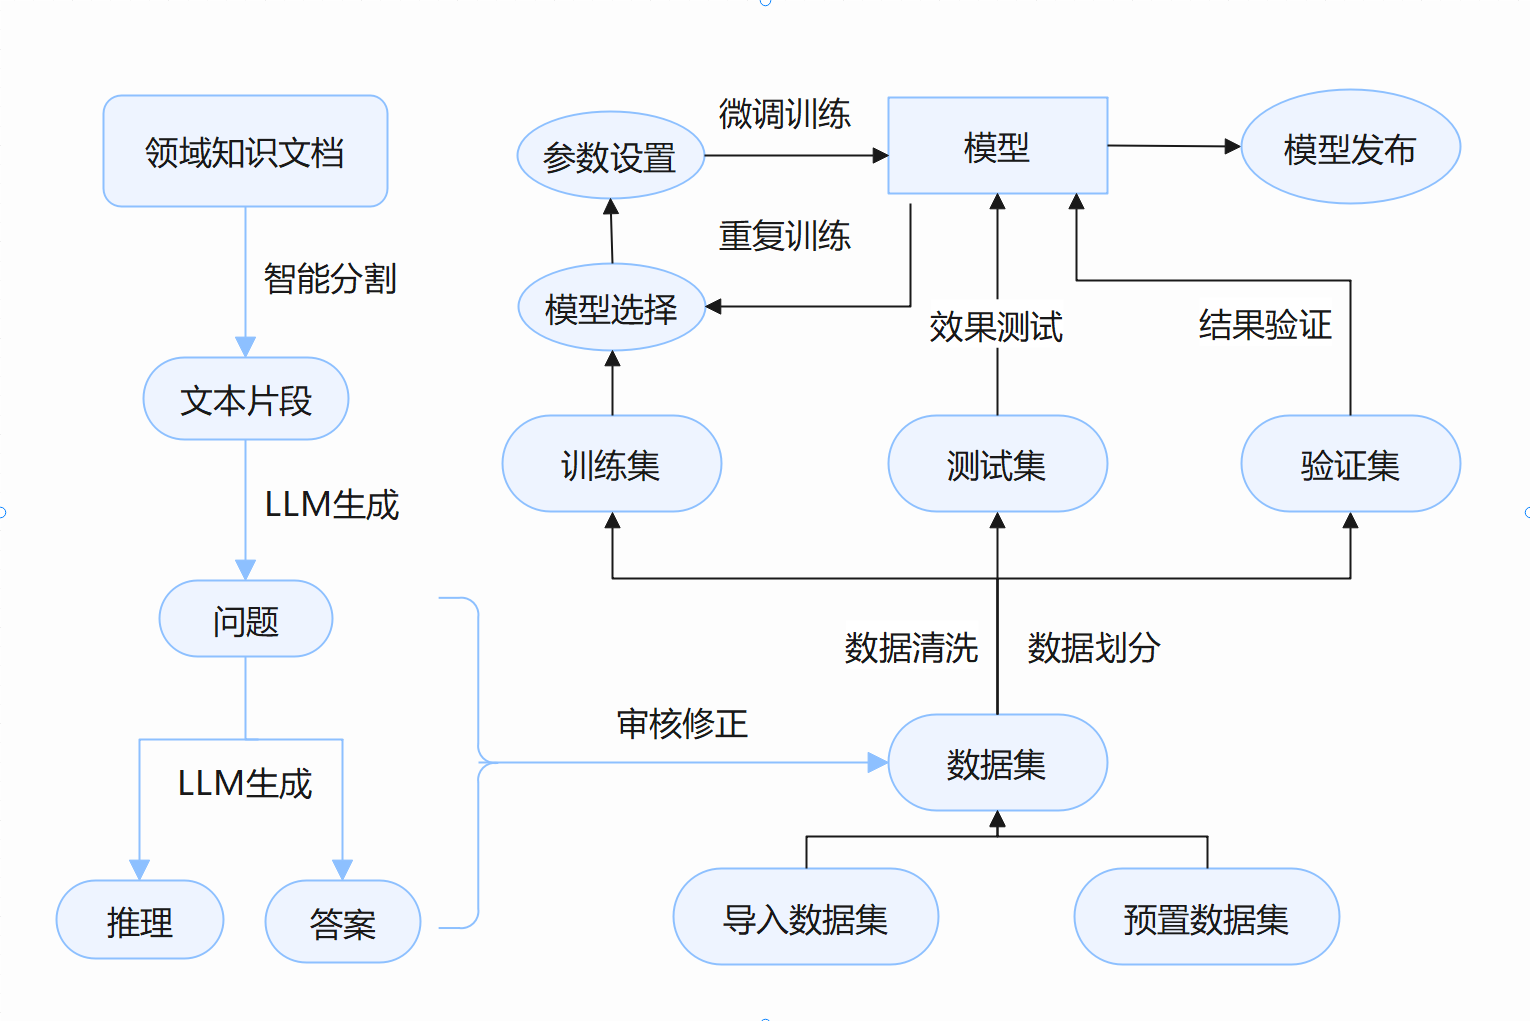 领域知识文档
智能分割
文本片段
LLM生成
问题
LLM生成
推理
答案
审核修正
参数设置
微调训练
模型
模型发布
重复训练
模型选择
效果测试
结果验证
训练集
测试集
验证集
数据清洗
数据划分
数据集
导入数据集
预置数据集